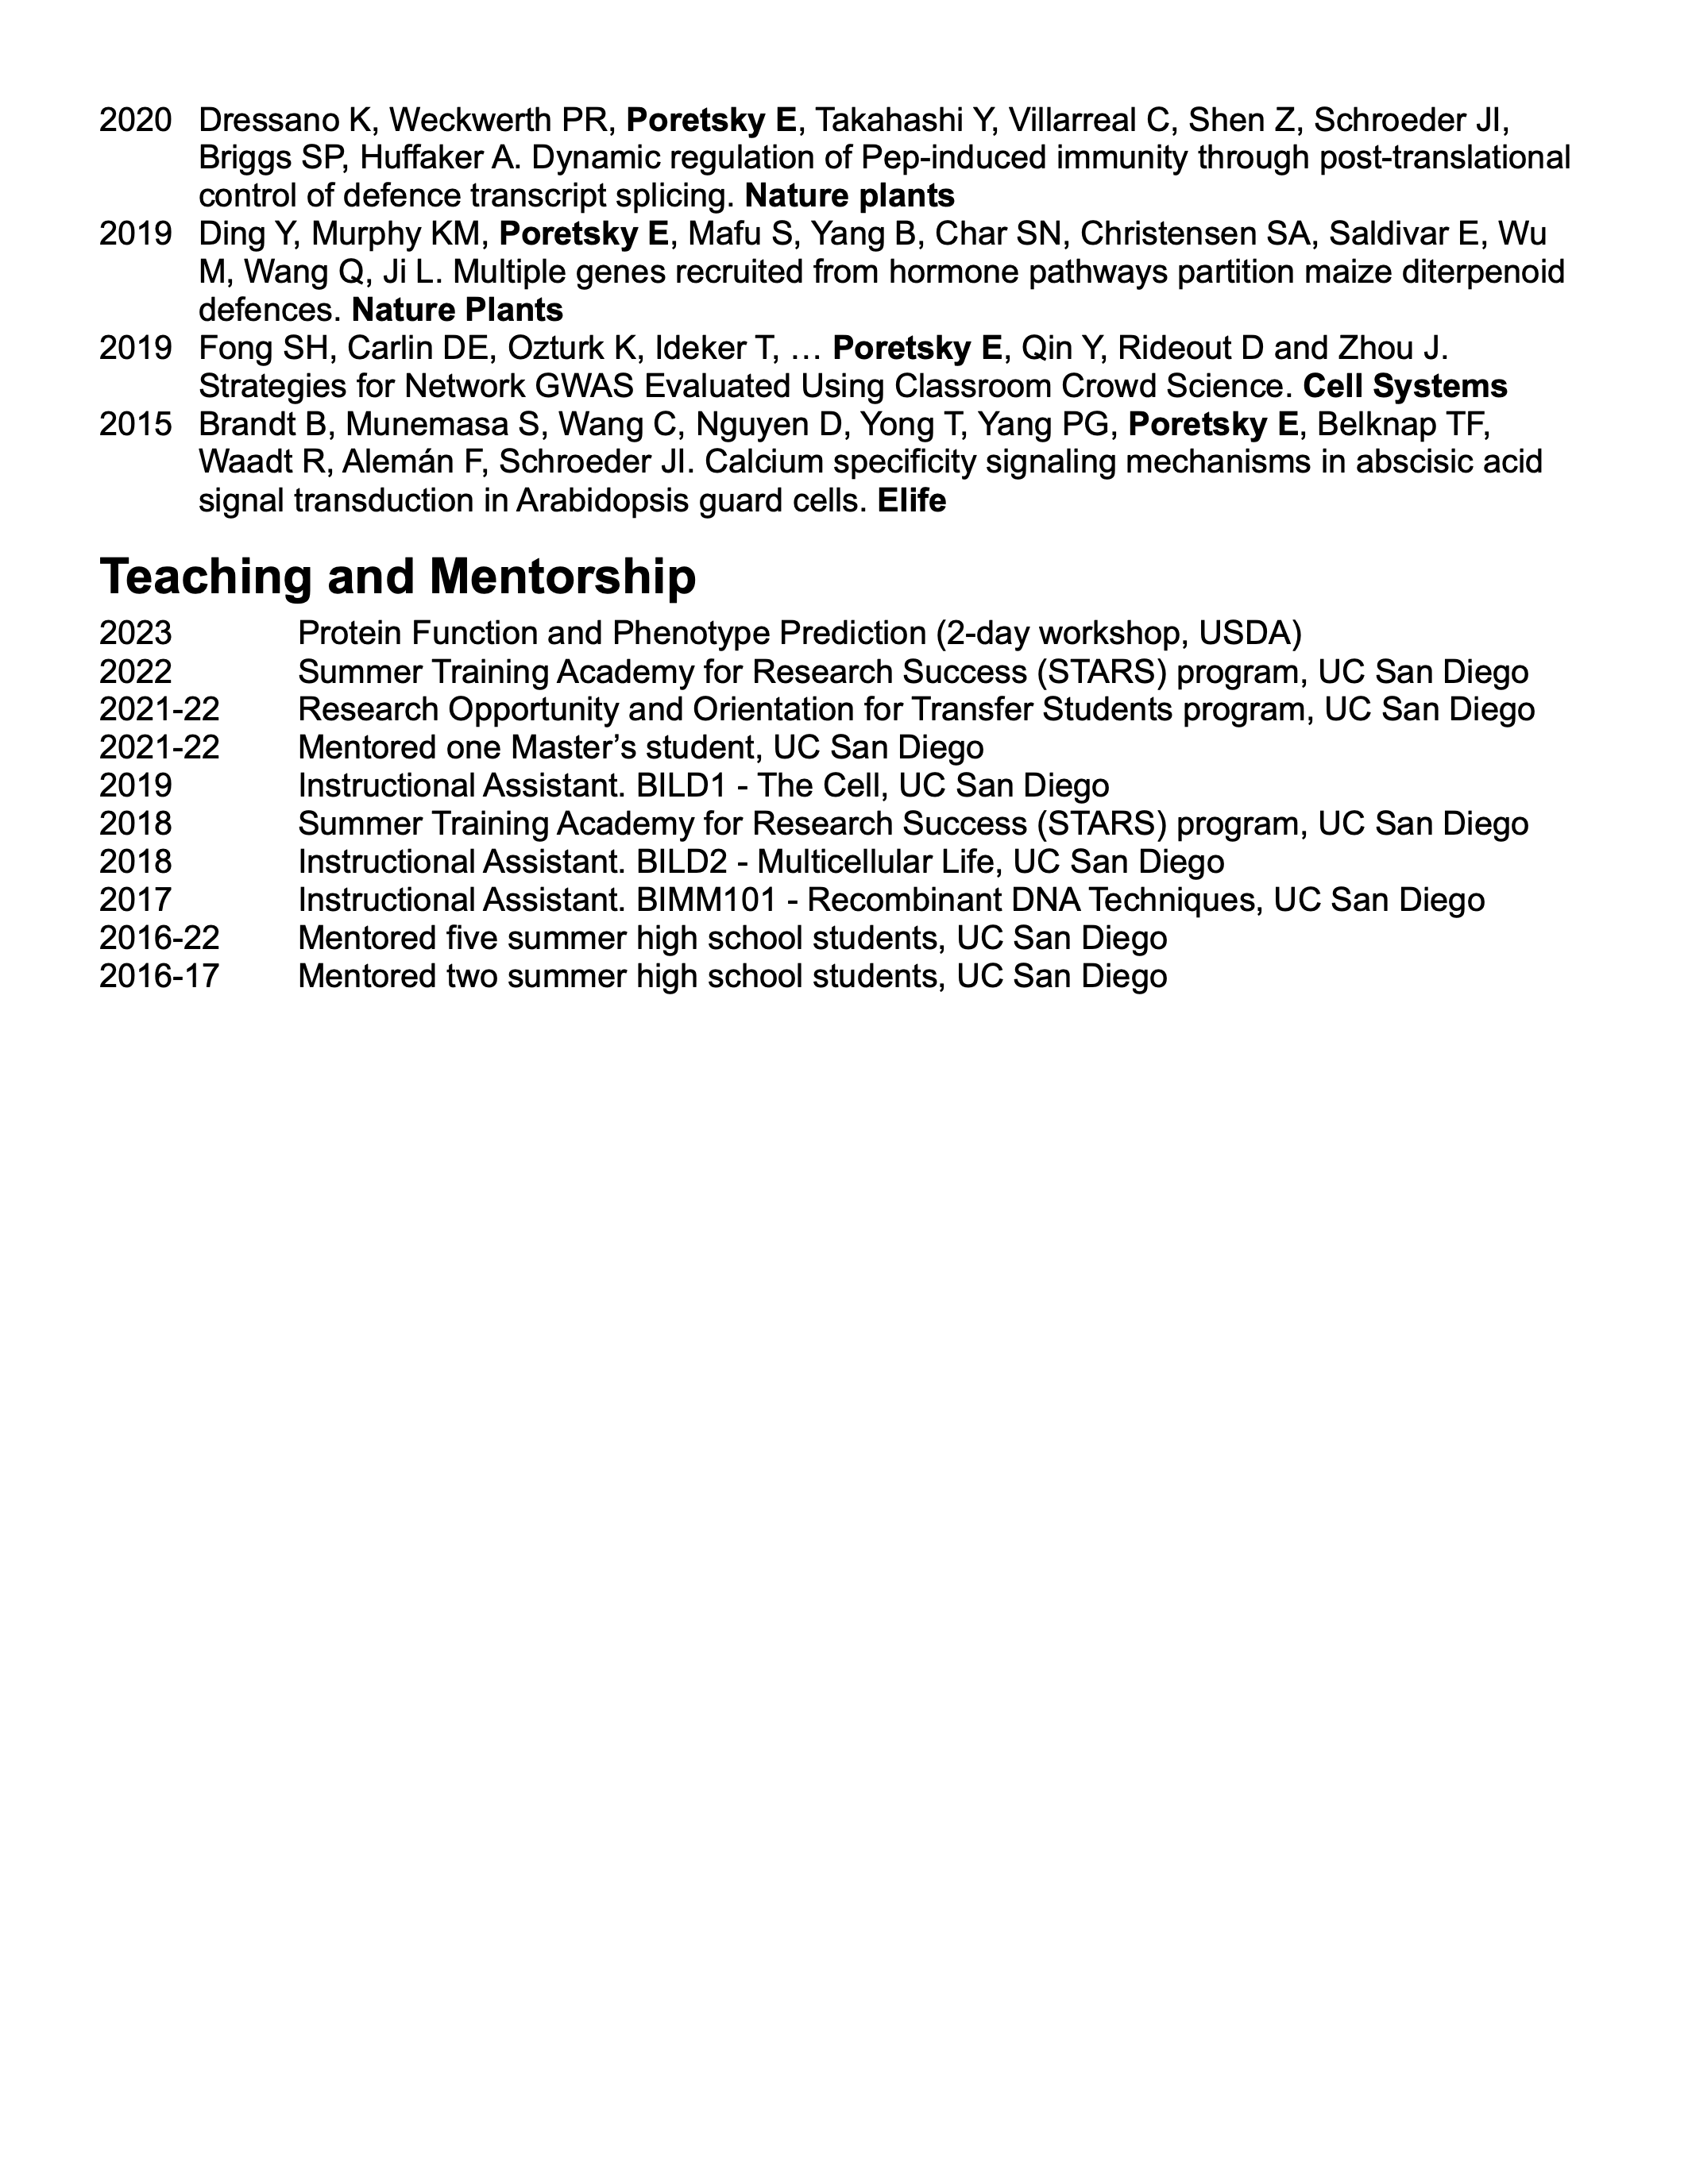 2020 Dressano K, Weckwerth PR, Poretsky E, Takahashi Y, Villarreal C, Shen Z, Schroeder JI,
Briggs SP, Huffaker A. Dynamic regulation of Pep-induced immunity through post-translational
control of defence transcript splicing. Nature plants
2019 Ding Y, Murphy KM, Poretsky E, Mafu S, Yang B, Char SN, Christensen SA, Saldivar E, Wu
M, Wang Q, Ji L. Multiple genes recruited from hormone pathways partition maize diterpenoid
defences. Nature Plants
2019 Fong SH, Carlin DE, Ozturk K, Ideker T, … Poretsky E, Qin Y, Rideout D and Zhou J.
Strategies for Network GWAS Evaluated Using Classroom Crowd Science. Cell Systems
2015 Brandt B, Munemasa S, Wang C, Nguyen D, Yong T, Yang PG, Poretsky E, Belknap TF,
Waadt R, Alemán F, Schroeder JI. Calcium specificity signaling mechanisms in abscisic acid
signal transduction in Arabidopsis guard cells. Elife
Teaching and Mentorship
2023 Protein Function and Phenotype Prediction (2-day workshop, USDA)
2022 Summer Training Academy for Research Success (STARS) program, UC San Diego
2021-22 Research Opportunity and Orientation for Transfer Students program, UC San Diego
2021-22 Mentored one Master’s student, UC San Diego
2019 Instructional Assistant. BILD1 - The Cell, UC San Diego
2018 Summer Training Academy for Research Success (STARS) program, UC San Diego
2018 Instructional Assistant. BILD2 - Multicellular Life, UC San Diego
2017 Instructional Assistant. BIMM101 - Recombinant DNA Techniques, UC San Diego
2016-22 Mentored five summer high school students, UC San Diego
2016-17 Mentored two summer high school students, UC San Diego